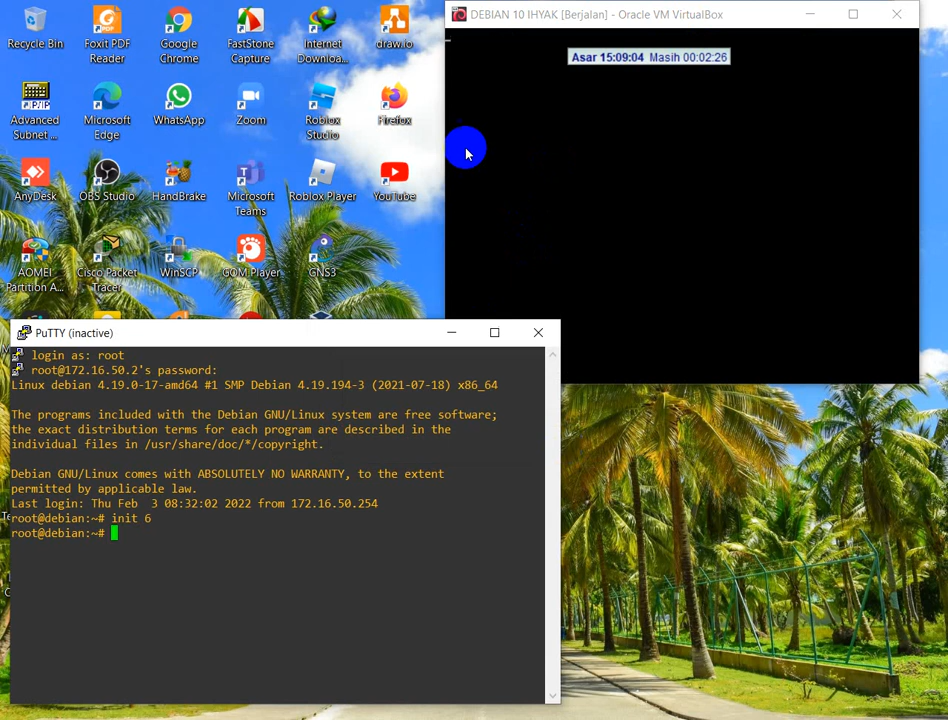 Recycle Bin
Foxit PDF
Reader
Google
Chrome
FastStone
Capture
Internet
Downloa...
draw.io
Advanced
Subnet ...
Microsoft
Edge
WhatsApp
Zoom
Roblox
Studio
Firefox
AnyDesk
OBS Studio
HandBrake
Microsoft
Teams
Roblox Player
YouTube
AOMEI
Partition A...
Cisco Packet
Tracer
WinSCP
GOM Player
GNS3
DEBIAN 10 IHYAK [Berjalan] - Oracle VM VirtualBox
Asar 15:09:04 Masih 00:02:26
PuTTY (inactive)
login as: root
root@172.16.50.2's password:
Linux debian 4.19.0-17-amd64 #1 SMP Debian 4.19.194-3 (2021-07-18) x86_64
The programs included with the Debian GNU/Linux system are free software;
the exact distribution terms for each program are described in the
individual files in /usr/share/doc/*/copyright.
Debian GNU/Linux comes with ABSOLUTELY NO WARRANTY, to the extent
permitted by applicable law.
Last login: Thu Feb  3 08:32:02 2022 from 172.16.50.254
root@debian:~# init 6
root@debian:~#